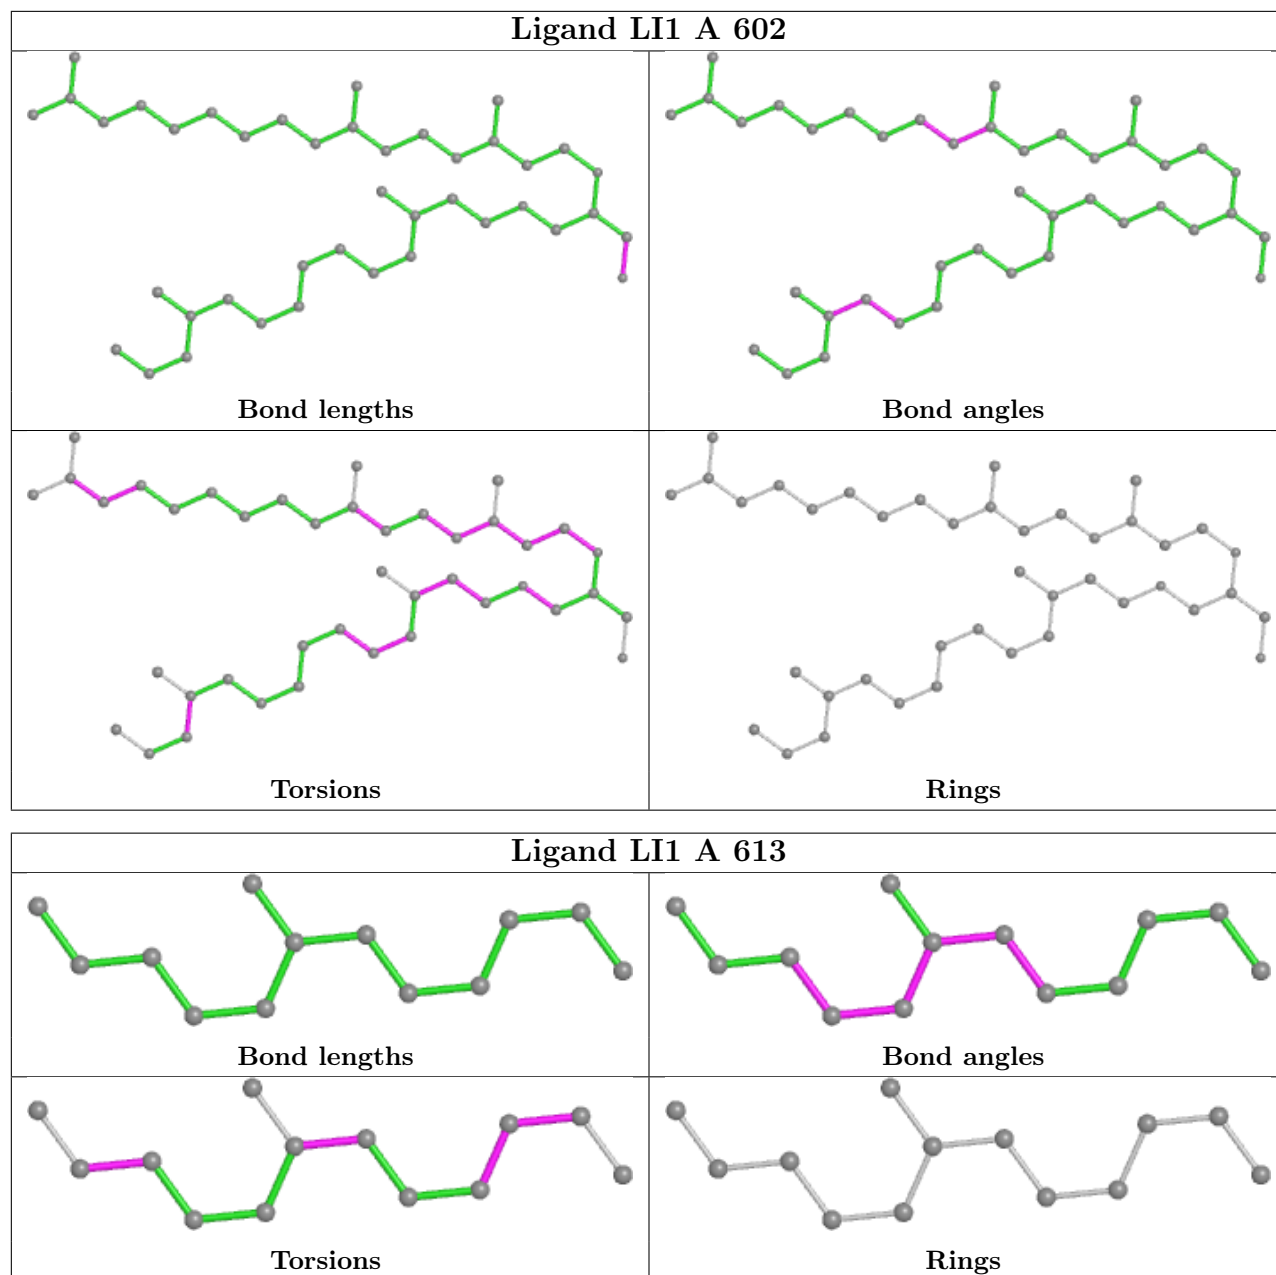 Ligand LI1 A 602
Bond lengths
Bond angles
Torsions
Rings
Ligand LI1 A 613
Bond lengths
Bond angles
Torsions
Rings